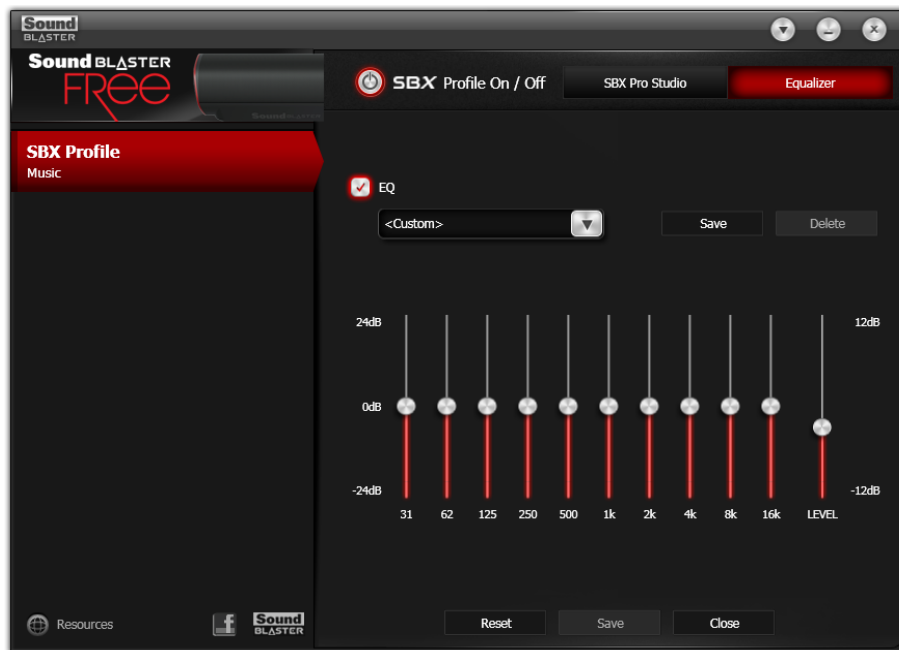 Sound
BLASTER
Sound BLASTER
FREE
SoundBLASTER
SBX Profile On / Off
SBX Pro Studio
Equalizer
SBX Profile
Music
EQ
<Custom>
Save
Delete
24dB
12dB
0dB
-24dB
-12dB
31 62 125 250 500 1k 2k 4k 8k 16k LEVEL
Resources
f
Sound
BLASTER
Reset
Save
Close